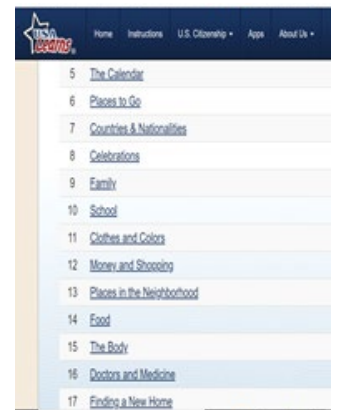 USA Learns.
Home Instructions U.S. Citizenship Apps About Us
5 The Calendar
6 Places to Go
7 Countries & Nationalities
8 Celebrations
9 Family
10 School
11 Clothes and Colors
12 Money and Shopping
13 Places in the Neighborhood
14 Food
15 The Body
16 Doctors and Medicine
17 Finding a New Home